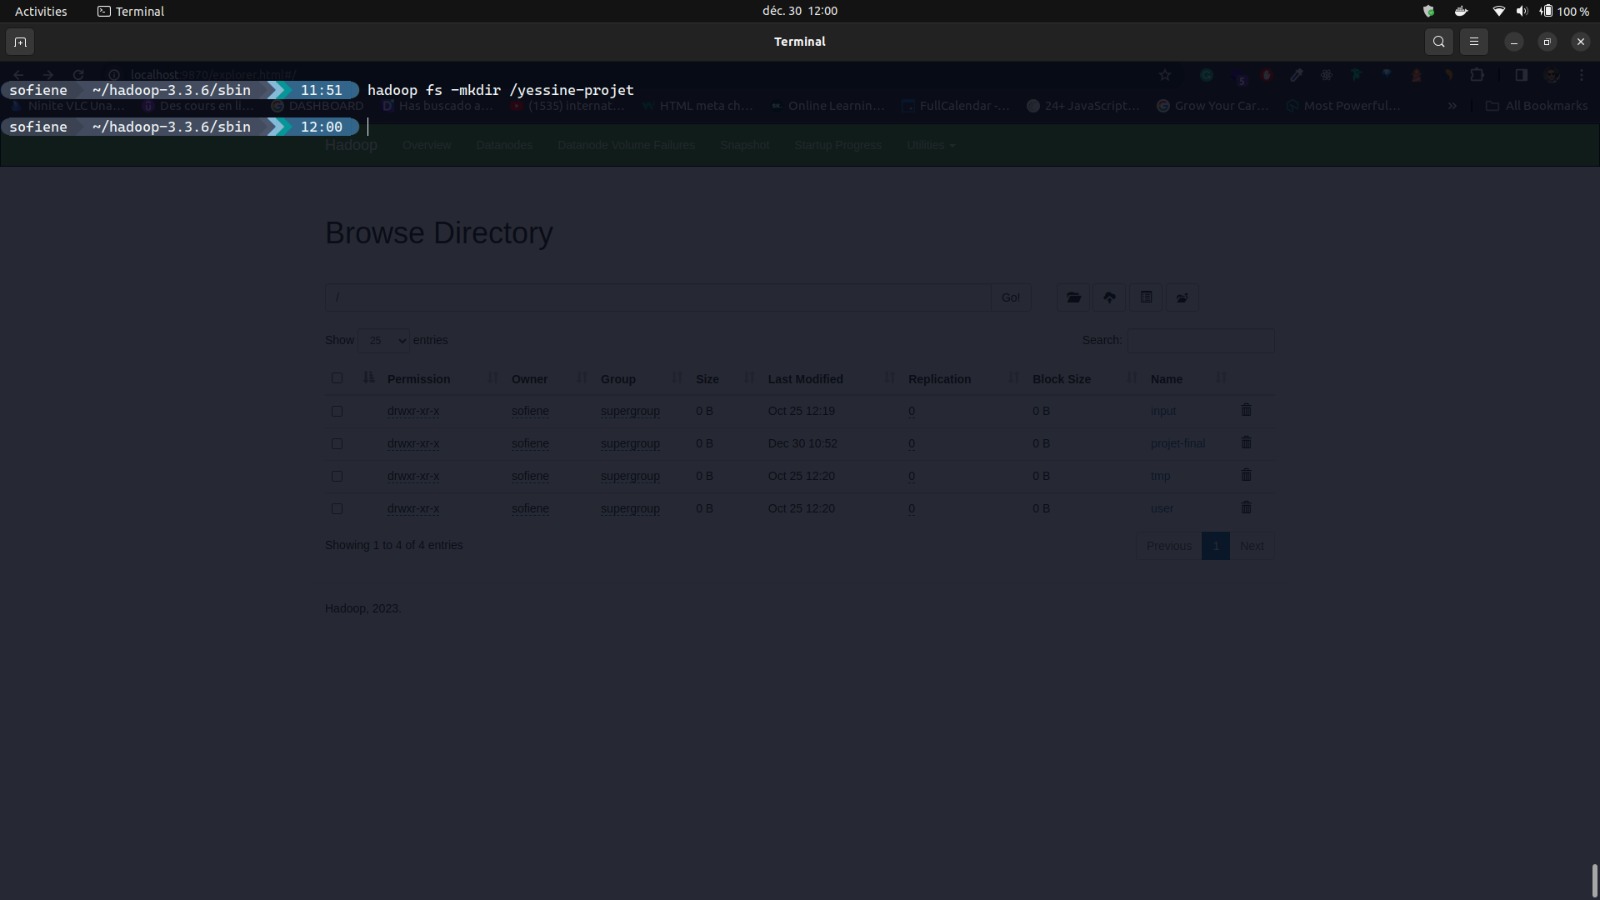 Activities Terminal déc. 30 12:00 100 %
Terminal
localhost:9870/explorer.html#/
sofiene ~/hadoop-3.3.6/sbin 11:51 hadoop fs -mkdir /yessine-projet
Ninite VLC Una... Des cours en li... DASHBOARD Has buscado a... (1535) internat... HTML meta ch... Online Learnin... FullCalendar -... 24+ JavaScript... Grow Your Car... Most Powerful... » All Bookmarks
sofiene ~/hadoop-3.3.6/sbin 12:00
Hadoop Overview Datanodes Datanode Volume Failures Snapshot Startup Progress Utilities
Browse Directory
/ Go!
Show 25 entries Search:
Permission Owner Group Size Last Modified Replication Block Size Name
drwxr-xr-x sofiene supergroup 0 B Oct 25 12:19 0 0 B input
drwxr-xr-x sofiene supergroup 0 B Dec 30 10:52 0 0 B projet-final
drwxr-xr-x sofiene supergroup 0 B Oct 25 12:20 0 0 B tmp
drwxr-xr-x sofiene supergroup 0 B Oct 25 12:20 0 0 B user
Showing 1 to 4 of 4 entries Previous 1 Next
Hadoop, 2023.